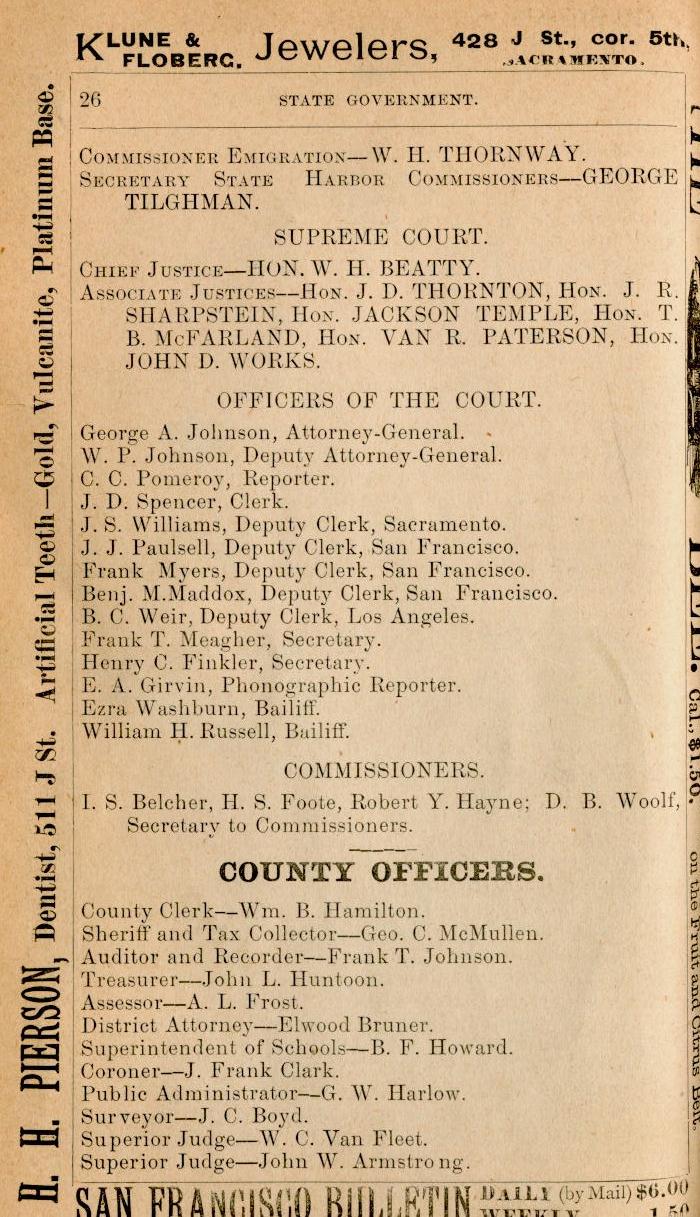 KLUNE & FLOBERG, Jewelers, 428 J St., cor. 5th, SACRAMENTO.
26 STATE GOVERNMENT.
COMMISSIONER EMIGRATION—W. H. THORNWAY.
SECRETARY STATE HARBOR COMMISSIONERS—GEORGE
TILGHMAN.
SUPREME COURT.
CHIEF JUSTICE—HON. W. H. BEATTY.
ASSOCIATE JUSTICES—HON. J. D. THORNTON, HON. J. R.
SHARPSTEIN, HON. JACKSON TEMPLE, HON. T.
B. McFARLAND, HON. VAN R. PATERSON, HON.
JOHN D. WORKS.
OFFICERS OF THE COURT.
George A. Johnson, Attorney-General.
W. P. Johnson, Deputy Attorney-General.
C. C. Pomeroy, Reporter.
J. D. Spencer, Clerk.
J. S. Williams, Deputy Clerk, Sacramento.
J. J. Paulsell, Deputy Clerk, San Francisco.
Frank Myers, Deputy Clerk, San Francisco.
Benj. M.Maddox, Deputy Clerk, San Francisco.
B. C. Weir, Deputy Clerk, Los Angeles.
Frank T. Meagher, Secretary.
Henry C. Finkler, Secretary.
E. A. Girvin, Phonographic Reporter.
Ezra Washburn, Bailiff.
William H. Russell, Bailiff.
COMMISSIONERS.
I. S. Belcher, H. S. Foote, Robert Y. Hayne; D. B. Woolf,
Secretary to Commissioners.
COUNTY OFFICERS.
County Clerk—Wm. B. Hamilton.
Sheriff and Tax Collector—Geo. C. McMullen.
Auditor and Recorder—Frank T. Johnson.
Treasurer—John L. Huntoon.
Assessor—A. L. Frost.
District Attorney—Elwood Bruner.
Superintendent of Schools—B. F. Howard.
Coroner—J. Frank Clark.
Public Administrator—G. W. Harlow.
Surveyor—J. C. Boyd.
Superior Judge—W. C. Van Fleet.
Superior Judge—John W. Armstrong.
SAN FRANCISCO BULLETIN DAILY (by Mail) $6.00
WEEKLY 1.50
H. H. PIERSON, Dentist, 511 J St. Artificial Teeth—Gold, Vulcanite, Platinum Base.
Cal., $1.50. on the Fruit and Citrus Belt.